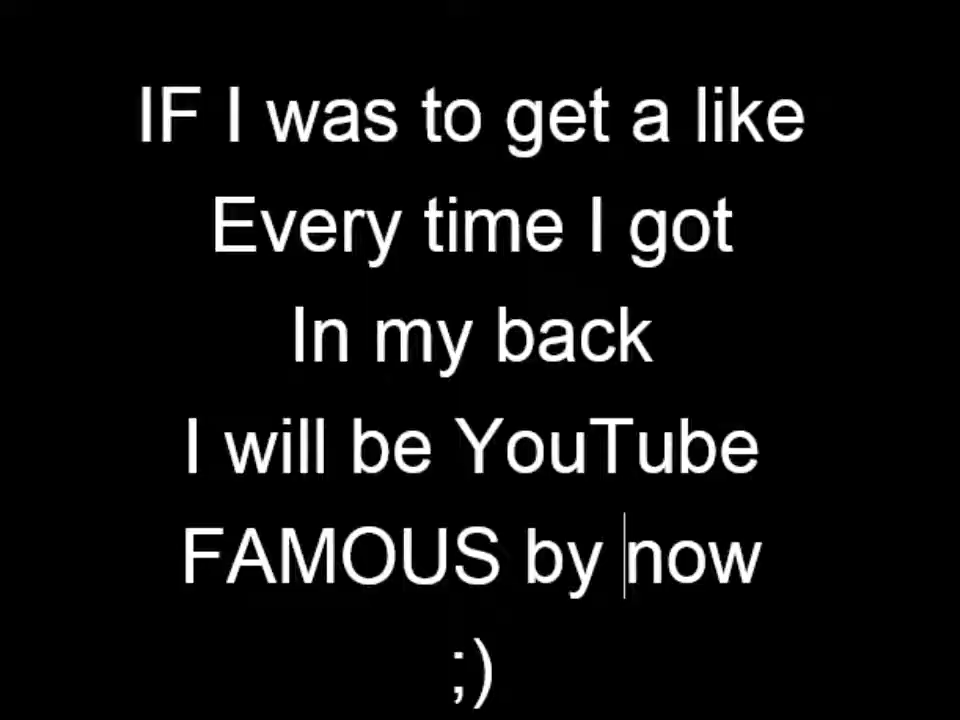 IF I was to get a like
Every time I got
In my back
I will be YouTube
FAMOUS by now
;)